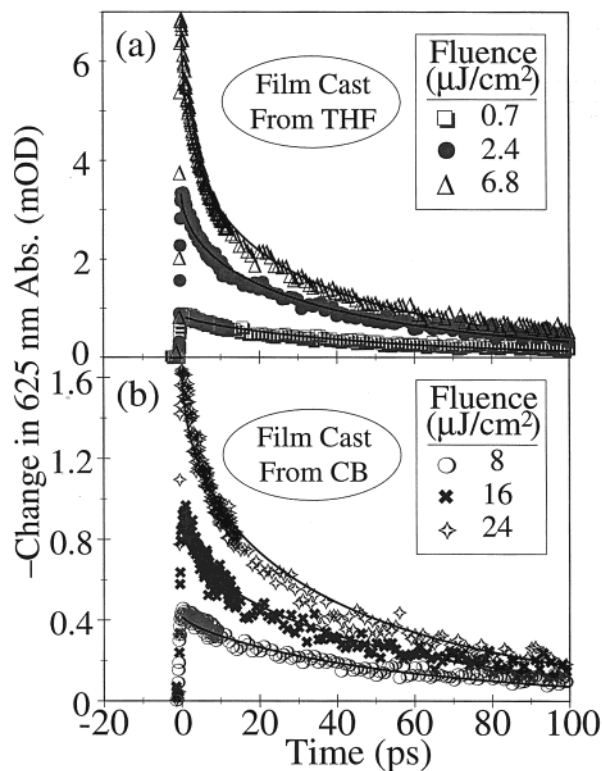 (a)
Film Cast
From THF
Fluence
(μJ/cm²)
0.7
2.4
6.8
6
4
2
0
–Change in 625 nm Abs. (mOD)
(b)
Film Cast
From CB
Fluence
(μJ/cm²)
8
16
24
1.6
1.2
0.8
0.4
0
-20 0 20 40 60 80 100
Time (ps)